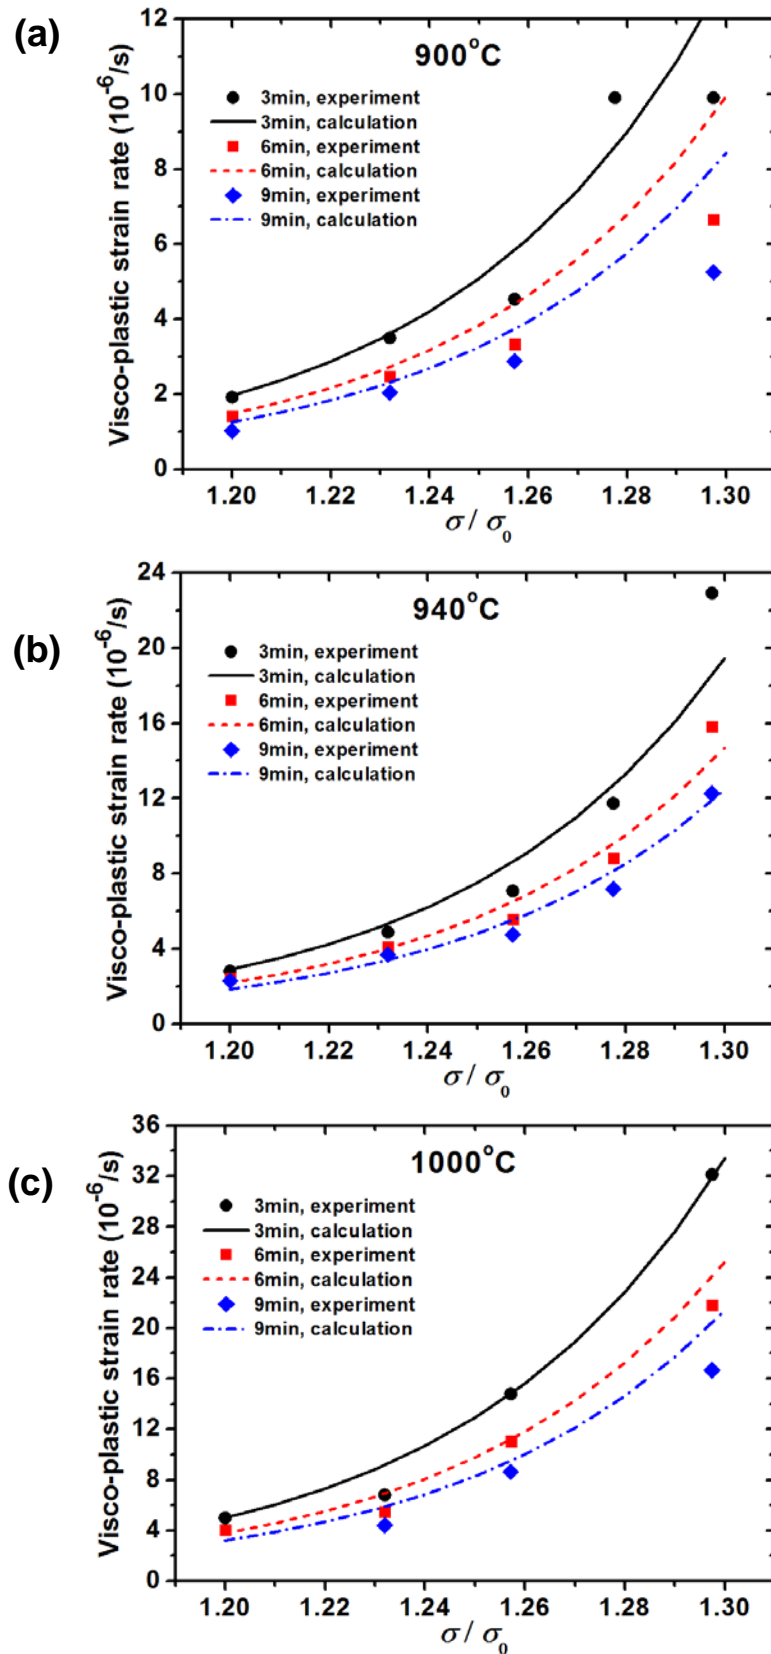 (a)
900°C
Visco-plastic strain rate (10⁻⁶/s)
12
10
8
6
4
2
0
3min, experiment
3min, calculation
6min, experiment
6min, calculation
9min, experiment
9min, calculation
1.20 1.22 1.24 1.26 1.28 1.30
σ / σ₀
(b)
940°C
Visco-plastic strain rate (10⁻⁶/s)
24
20
16
12
8
4
0
3min, experiment
3min, calculation
6min, experiment
6min, calculation
9min, experiment
9min, calculation
1.20 1.22 1.24 1.26 1.28 1.30
σ / σ₀
(c)
1000°C
Visco-plastic strain rate (10⁻⁶/s)
36
32
28
24
20
16
12
8
4
0
3min, experiment
3min, calculation
6min, experiment
6min, calculation
9min, experiment
9min, calculation
1.20 1.22 1.24 1.26 1.28 1.30
σ / σ₀